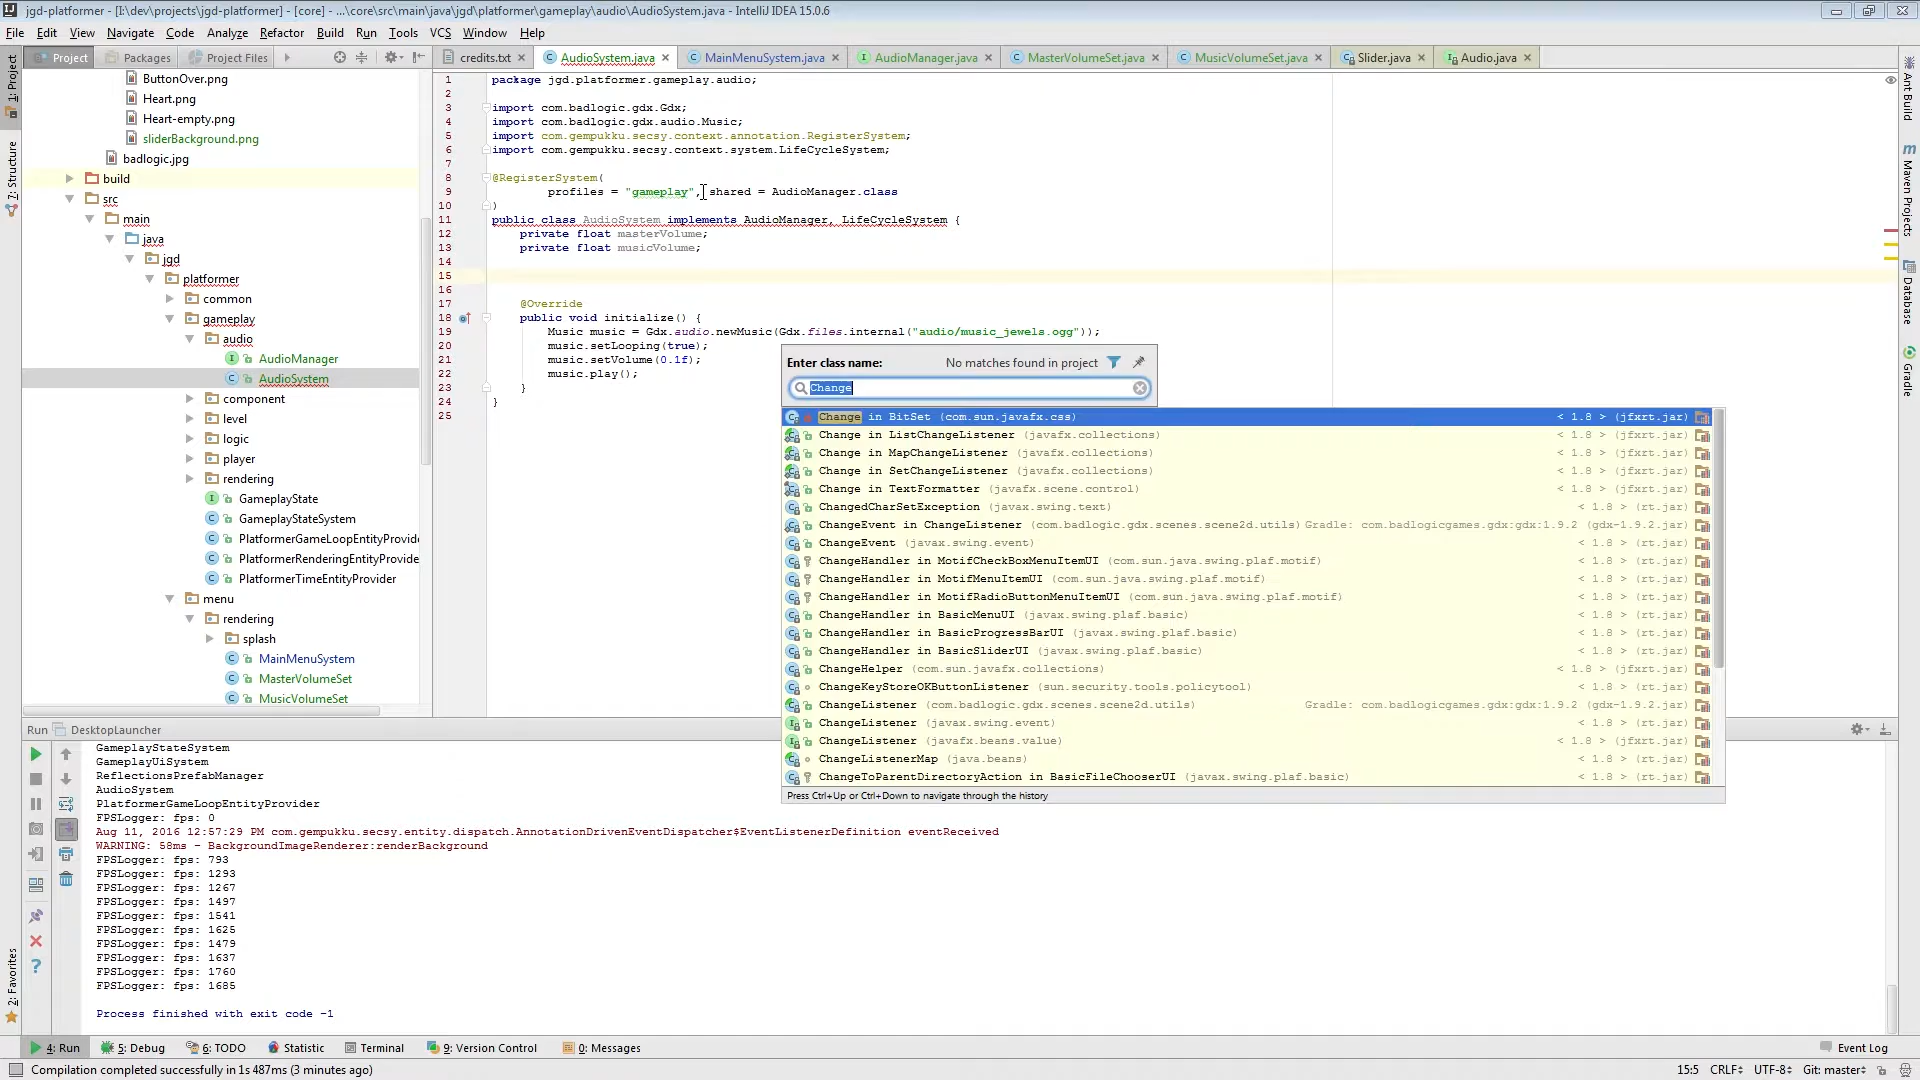 jgd-platformer - [I:\dev\projects\jgd-platformer] - [core] - ...\core\src\main\java\jgd\platformer\gameplay\audio\AudioSystem.java - IntelliJ IDEA 15.0.6
File Edit View Navigate Code Analyze Refactor Build Run Tools VCS Window Help
Project Packages Project Files
credits.txt AudioSystem.java MainMenuSystem.java AudioManager.java MasterVolumeSet.java MusicVolumeSet.java Slider.java Audio.java
1: Project
7: Structure
2: Favorites
Ant Build
Maven Projects
Database
Gradle
ButtonOver.png
Heart.png
Heart-empty.png
sliderBackground.png
badlogic.jpg
build
src
main
java
jgd
platformer
common
gameplay
audio
AudioManager
AudioSystem
component
level
logic
player
rendering
GameplayState
GameplayStateSystem
PlatformerGameLoopEntityProvide
PlatformerRenderingEntityProvide
PlatformerTimeEntityProvider
menu
rendering
splash
MainMenuSystem
MasterVolumeSet
MusicVolumeSet
1 package jgd.platformer.gameplay.audio;
2
3 import com.badlogic.gdx.Gdx;
4 import com.badlogic.gdx.audio.Music;
5 import com.gempukku.secsy.context.annotation.RegisterSystem;
6 import com.gempukku.secsy.context.system.LifeCycleSystem;
7
8 @RegisterSystem(
9 profiles = "gameplay", shared = AudioManager.class
10 )
11 public class AudioSystem implements AudioManager, LifeCycleSystem {
12 private float masterVolume;
13 private float musicVolume;
14
15
16
17 @Override
18 public void initialize() {
19 Music music = Gdx.audio.newMusic(Gdx.files.internal("audio/music_jewels.ogg"));
20 music.setLooping(true);
21 music.setVolume(0.1f);
22 music.play();
23 }
24 }
25
Enter class name: No matches found in project
Change
Change in BitSet (com.sun.javafx.css) < 1.8 > (jfxrt.jar)
Change in ListChangeListener (javafx.collections) < 1.8 > (jfxrt.jar)
Change in MapChangeListener (javafx.collections) < 1.8 > (jfxrt.jar)
Change in SetChangeListener (javafx.collections) < 1.8 > (jfxrt.jar)
Change in TextFormatter (javafx.scene.control) < 1.8 > (jfxrt.jar)
ChangedCharSetException (javax.swing.text) < 1.8 > (rt.jar)
ChangeEvent in ChangeListener (com.badlogic.gdx.scenes.scene2d.utils) Gradle: com.badlogicgames.gdx:gdx:1.9.2 (gdx-1.9.2.jar)
ChangeEvent (javax.swing.event) < 1.8 > (rt.jar)
ChangeHandler in MotifCheckBoxMenuItemUI (com.sun.java.swing.plaf.motif) < 1.8 > (rt.jar)
ChangeHandler in MotifMenuItemUI (com.sun.java.swing.plaf.motif) < 1.8 > (rt.jar)
ChangeHandler in MotifRadioButtonMenuItemUI (com.sun.java.swing.plaf.motif) < 1.8 > (rt.jar)
ChangeHandler in BasicMenuUI (javax.swing.plaf.basic) < 1.8 > (rt.jar)
ChangeHandler in BasicProgressBarUI (javax.swing.plaf.basic) < 1.8 > (rt.jar)
ChangeHandler in BasicSliderUI (javax.swing.plaf.basic) < 1.8 > (rt.jar)
ChangeHelper (com.sun.javafx.collections) < 1.8 > (jfxrt.jar)
ChangeKeyStoreOKButtonListener (sun.security.tools.policytool) < 1.8 > (rt.jar)
ChangeListener (com.badlogic.gdx.scenes.scene2d.utils) Gradle: com.badlogicgames.gdx:gdx:1.9.2 (gdx-1.9.2.jar)
ChangeListener (javax.swing.event) < 1.8 > (rt.jar)
ChangeListener (javafx.beans.value) < 1.8 > (jfxrt.jar)
ChangeListenerMap (java.beans) < 1.8 > (rt.jar)
ChangeToParentDirectoryAction in BasicFileChooserUI (javax.swing.plaf.basic) < 1.8 > (rt.jar)
Press Ctrl+Up or Ctrl+Down to navigate through the history
Run DesktopLauncher
GameplayStateSystem
GameplayUiSystem
ReflectionsPrefabManager
AudioSystem
PlatformerGameLoopEntityProvider
FPSLogger: fps: 0
Aug 11, 2016 12:57:29 PM com.gempukku.secsy.entity.dispatch.AnnotationDrivenEventDispatcher$EventListenerDefinition eventReceived
WARNING: 58ms - BackgroundImageRenderer:renderBackground
FPSLogger: fps: 793
FPSLogger: fps: 1293
FPSLogger: fps: 1267
FPSLogger: fps: 1497
FPSLogger: fps: 1541
FPSLogger: fps: 1625
FPSLogger: fps: 1479
FPSLogger: fps: 1637
FPSLogger: fps: 1760
FPSLogger: fps: 1685
Process finished with exit code -1
4: Run 5: Debug 6: TODO Statistic Terminal 9: Version Control 0: Messages Event Log
Compilation completed successfully in 1s 487ms (3 minutes ago) 15:5 CRLF UTF-8 Git: master